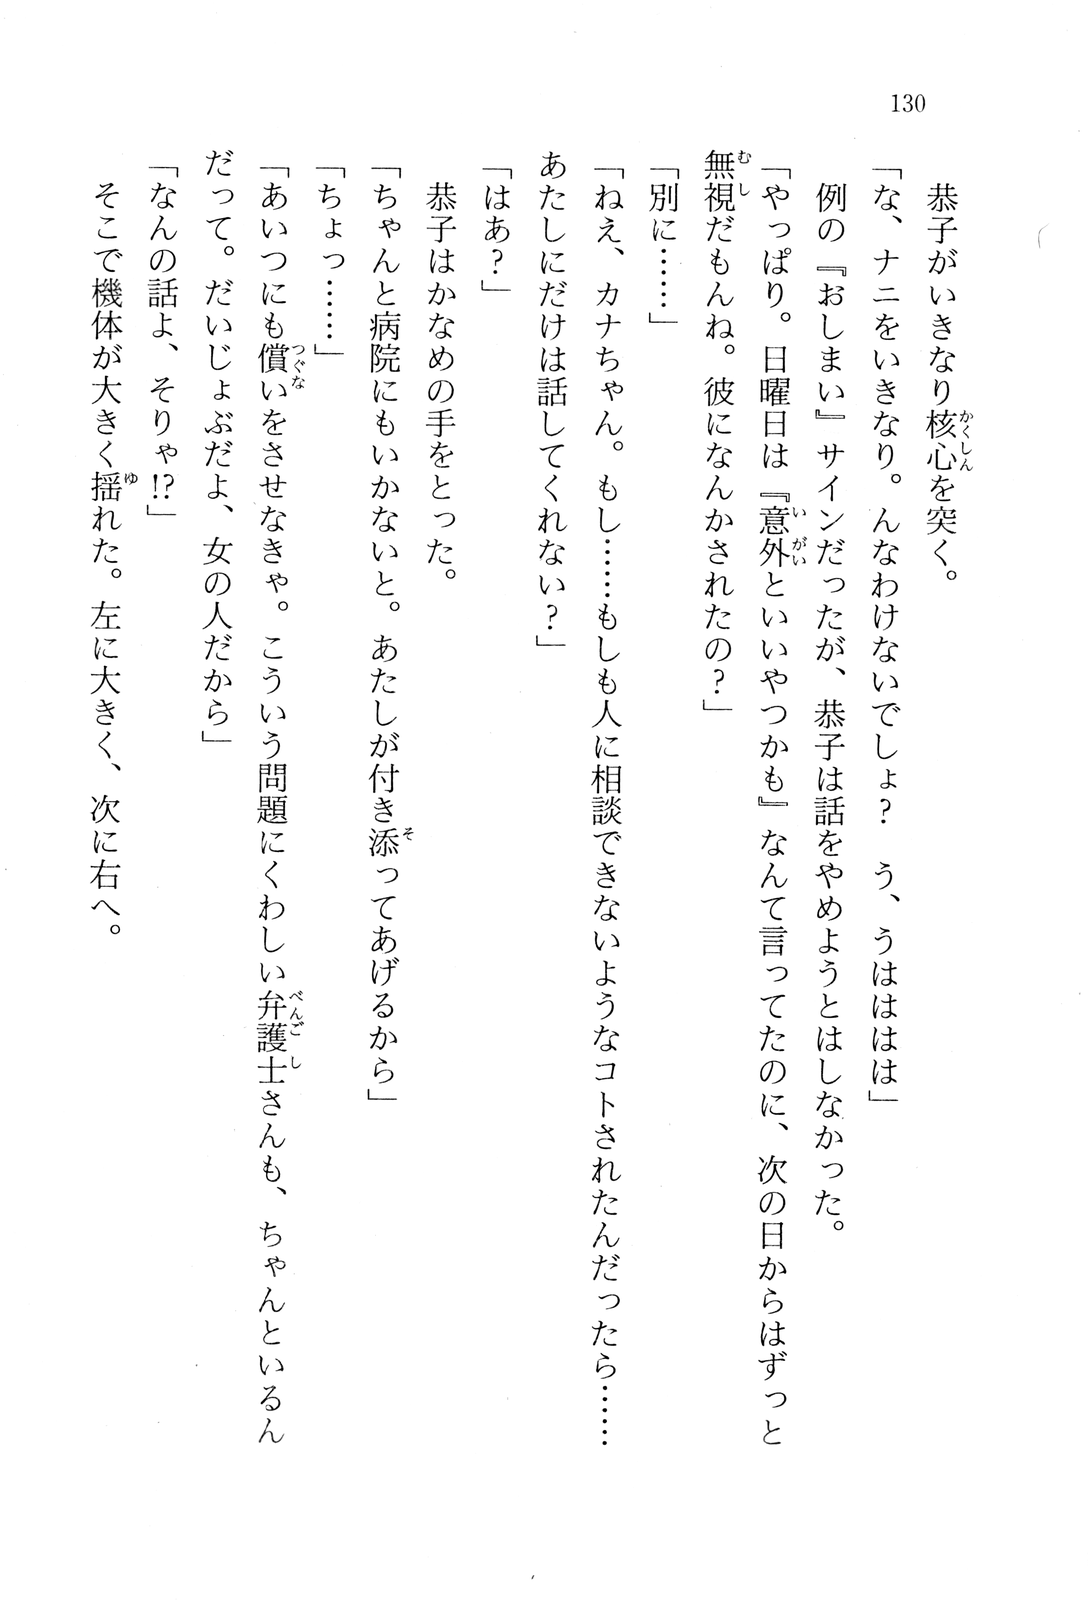 130
　恭子がいきなり核心を突く。
「な、ナニをいきなり。んなわけないでしょ？　う、うはははは」
　例の『おしまい』サインだったが、恭子は話をやめようとはしなかった。
「やっぱり。日曜日は『意外といいやつかも』なんて言ってたのに、次の日からはずっと
無視だもんね。彼になんかされたの？」
「別に……」
「ねえ、カナちゃん。もし……もしも人に相談できないようなコトされたんだったら……
あたしにだけは話してくれない？」
「はあ？」
　恭子はかなめの手をとった。
「ちゃんと病院にもいかないと。あたしが付き添ってあげるから」
「ちょっ……」
「あいつにも償いをさせなきゃ。こういう問題にくわしい弁護士さんも、ちゃんといるん
だって。だいじょぶだよ、女の人だから」
「なんの話よ、そりゃ!?」
　そこで機体が大きく揺れた。左に大きく、次に右へ。